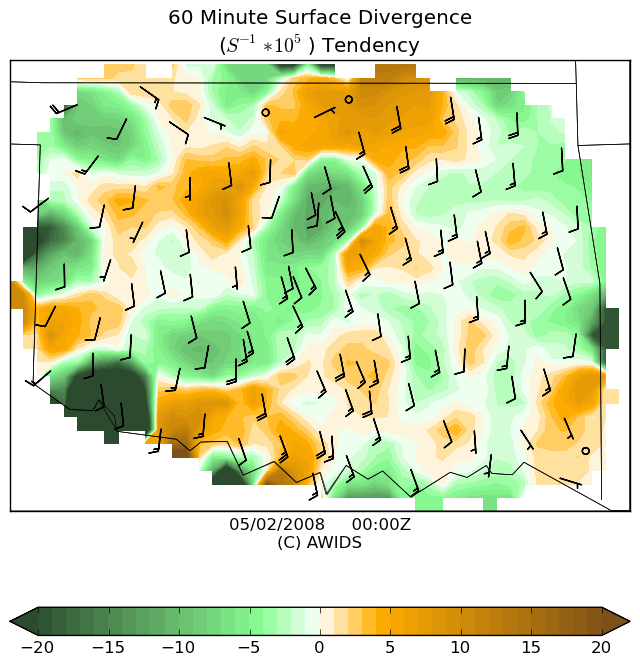 60 Minute Surface Divergence
(S⁻¹ *10⁵ ) Tendency
05/02/2008 00:00Z
(C) AWIDS
−20 −15 −10 −5 0 5 10 15 20